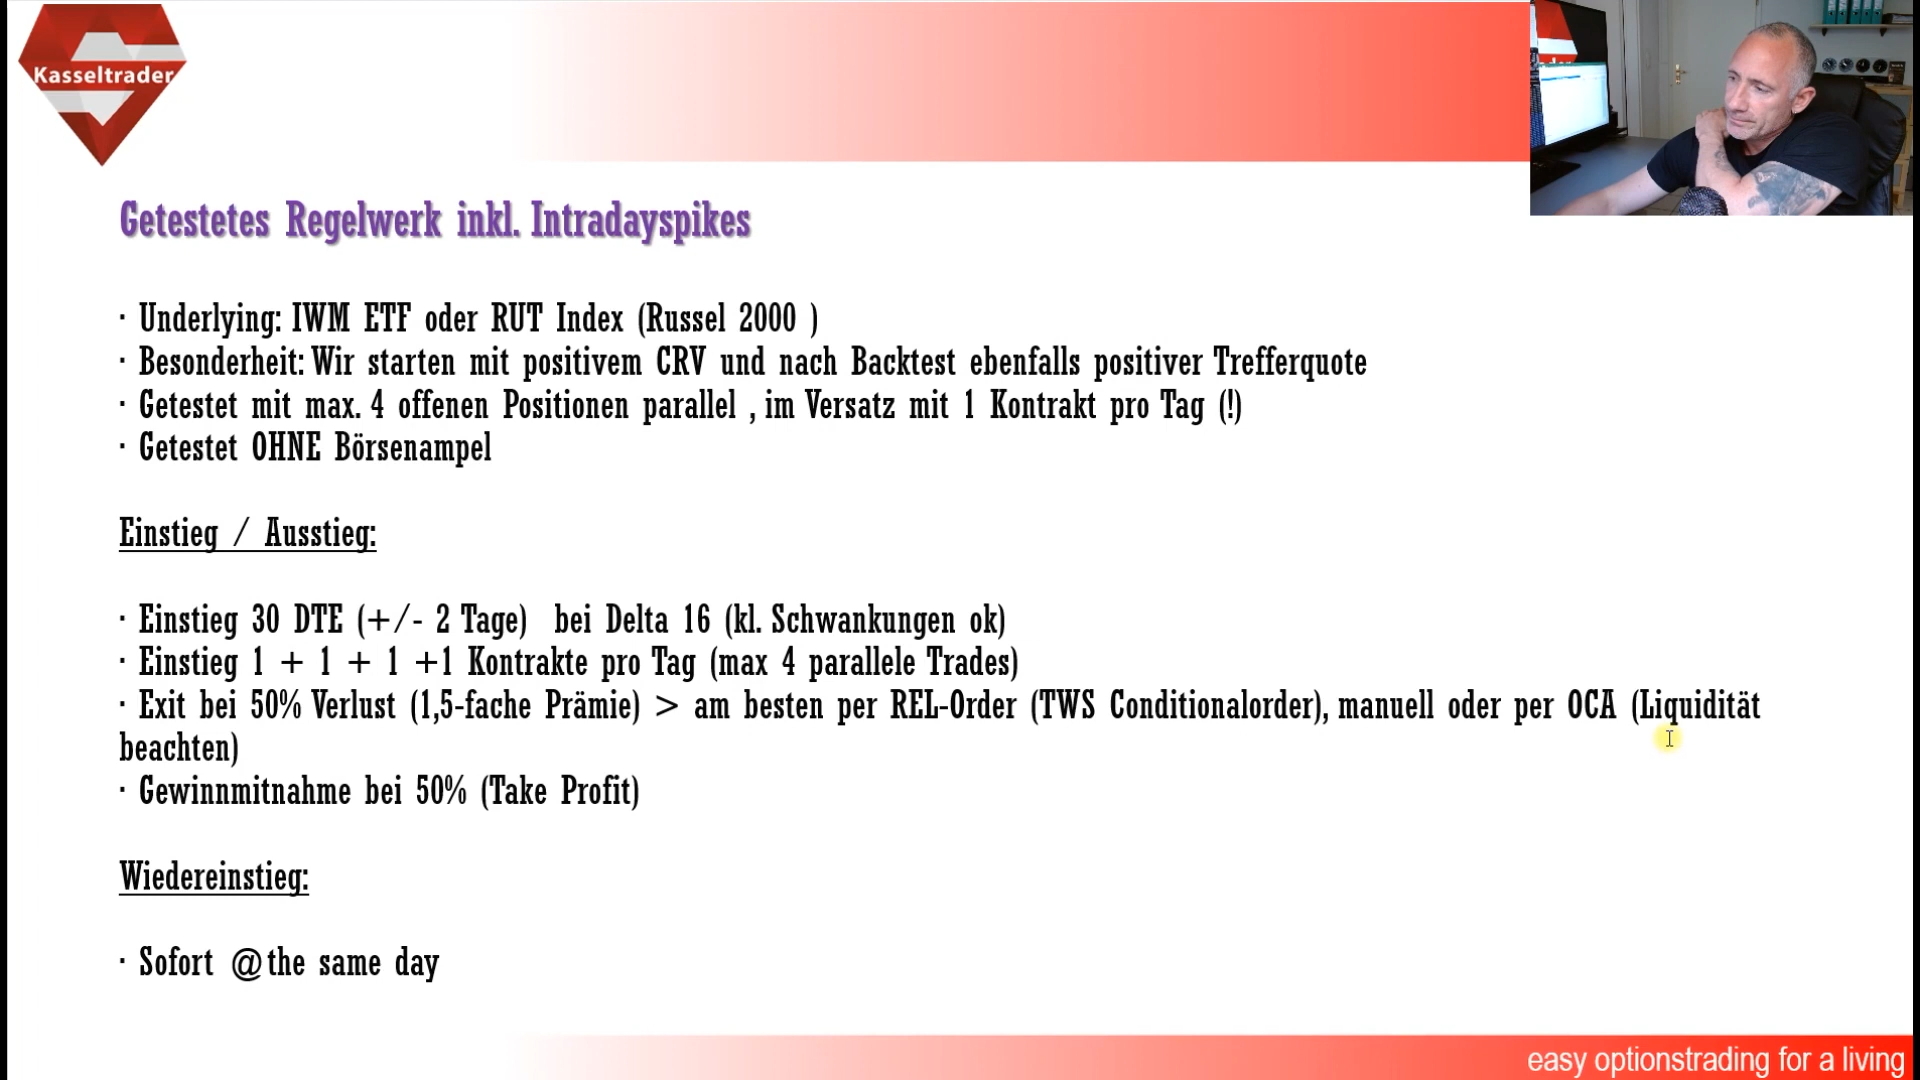 Kasseltrader
Getestetes Regelwerk inkl. Intradayspikes
· Underlying: IWM ETF oder RUT Index (Russel 2000 )
· Besonderheit: Wir starten mit positivem CRV und nach Backtest ebenfalls positiver Trefferquote
· Getestet mit max. 4 offenen Positionen parallel , im Versatz mit 1 Kontrakt pro Tag (!)
· Getestet OHNE Börsenampel
Einstieg / Ausstieg:
· Einstieg 30 DTE (+/- 2 Tage) bei Delta 16 (kl. Schwankungen ok)
· Einstieg 1 + 1 + 1 +1 Kontrakte pro Tag (max 4 parallele Trades)
· Exit bei 50% Verlust (1,5-fache Prämie) > am besten per REL-Order (TWS Conditionalorder), manuell oder per OCA (Liquidität
beachten)
· Gewinnmitnahme bei 50% (Take Profit)
Wiedereinstieg:
· Sofort @the same day
easy optionstrading for a living